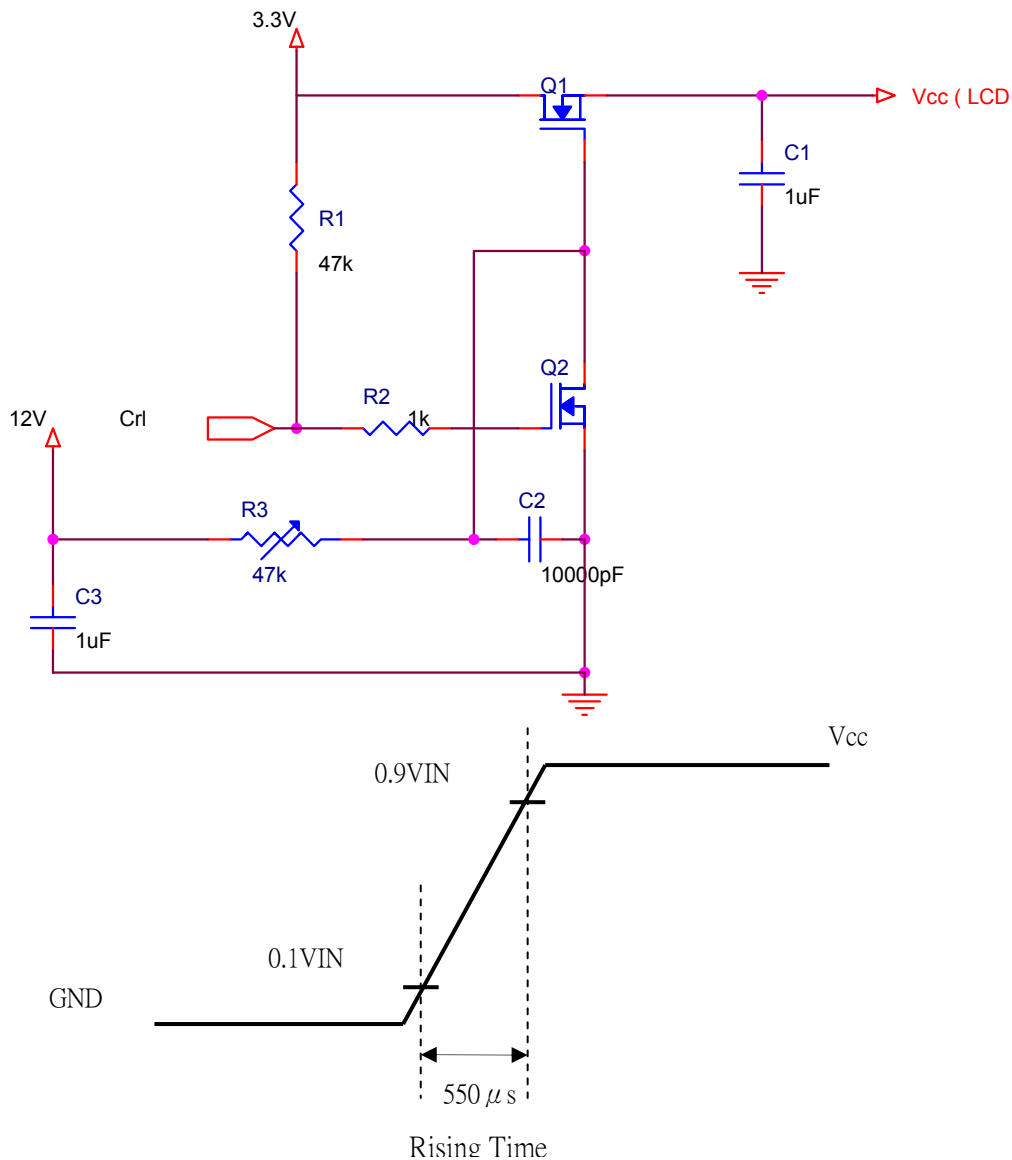 3.3V
Q1
Vcc ( LCD
C1
1uF
R1
47k
Q2
R2
1k
12V
Crl
R3
47k
C2
10000pF
C3
1uF
Vcc
0.9VIN
0.1VIN
GND
550 μ s
Rising Time